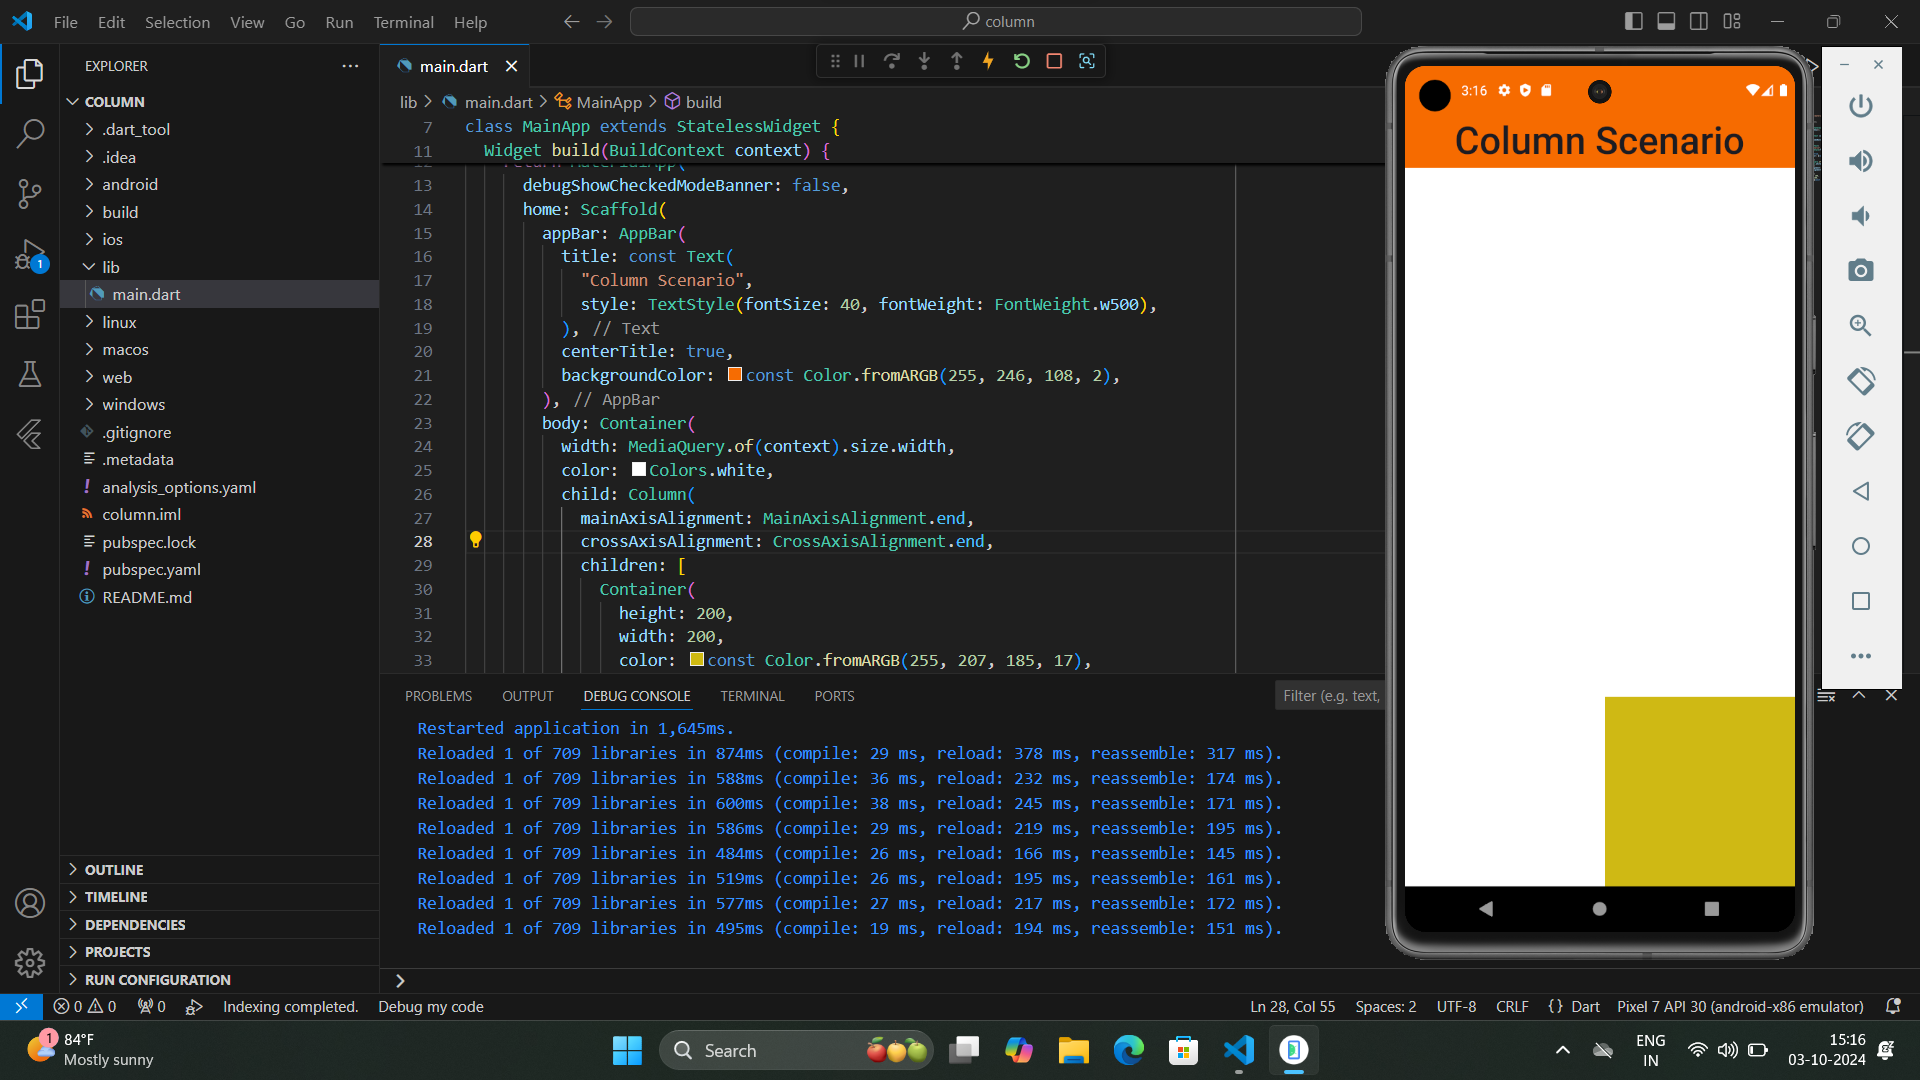 File Edit Selection View Go Run Terminal Help
column
EXPLORER
COLUMN
.dart_tool
.idea
android
build
ios
lib
main.dart
linux
macos
web
windows
.gitignore
.metadata
analysis_options.yaml
column.iml
pubspec.lock
pubspec.yaml
README.md
OUTLINE
TIMELINE
DEPENDENCIES
PROJECTS
RUN CONFIGURATION
1
main.dart
lib > main.dart > MainApp > build
7 class MainApp extends StatelessWidget {
11 Widget build(BuildContext context) {
12 return MaterialApp(
13 debugShowCheckedModeBanner: false,
14 home: Scaffold(
15 appBar: AppBar(
16 title: const Text(
17 "Column Scenario",
18 style: TextStyle(fontSize: 40, fontWeight: FontWeight.w500),
19 ), // Text
20 centerTitle: true,
21 backgroundColor: const Color.fromARGB(255, 246, 108, 2),
22 ), // AppBar
23 body: Container(
24 width: MediaQuery.of(context).size.width,
25 color: Colors.white,
26 child: Column(
27 mainAxisAlignment: MainAxisAlignment.end,
28 crossAxisAlignment: CrossAxisAlignment.end,
29 children: [
30 Container(
31 height: 200,
32 width: 200,
33 color: const Color.fromARGB(255, 207, 185, 17),
PROBLEMS OUTPUT DEBUG CONSOLE TERMINAL PORTS
Filter (e.g. text,
Restarted application in 1,645ms.
Reloaded 1 of 709 libraries in 874ms (compile: 29 ms, reload: 378 ms, reassemble: 317 ms).
Reloaded 1 of 709 libraries in 588ms (compile: 36 ms, reload: 232 ms, reassemble: 174 ms).
Reloaded 1 of 709 libraries in 600ms (compile: 38 ms, reload: 245 ms, reassemble: 171 ms).
Reloaded 1 of 709 libraries in 586ms (compile: 29 ms, reload: 219 ms, reassemble: 195 ms).
Reloaded 1 of 709 libraries in 484ms (compile: 26 ms, reload: 166 ms, reassemble: 145 ms).
Reloaded 1 of 709 libraries in 519ms (compile: 26 ms, reload: 195 ms, reassemble: 161 ms).
Reloaded 1 of 709 libraries in 577ms (compile: 27 ms, reload: 217 ms, reassemble: 172 ms).
Reloaded 1 of 709 libraries in 495ms (compile: 19 ms, reload: 194 ms, reassemble: 151 ms).
3:16
Column Scenario
0 0 0 Indexing completed. Debug my code
Ln 28, Col 55 Spaces: 2 UTF-8 CRLF {} Dart Pixel 7 API 30 (android-x86 emulator)
1
84°F
Mostly sunny
Search
ENG
IN
15:16
03-10-2024